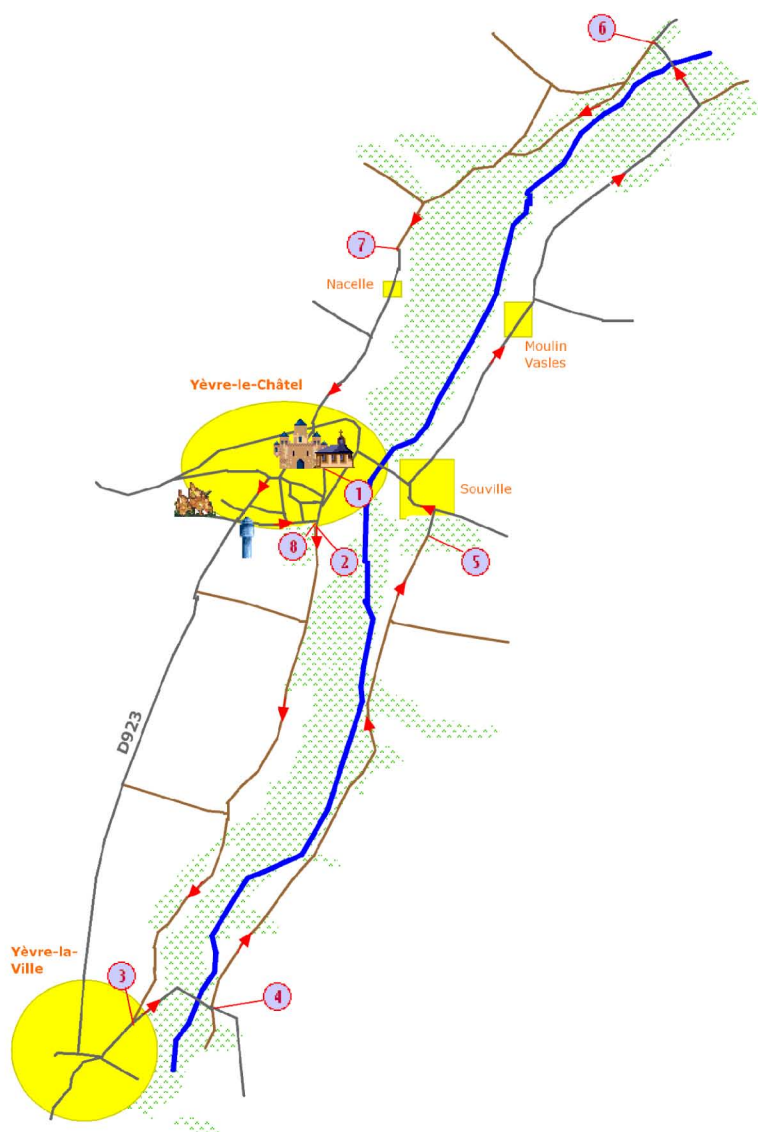 6
7
Nacelle
Moulin
Vasles
Yèvre-le-Châtel
1
Souville
8
2
5
D923
Yèvre-la-
Ville
3
4